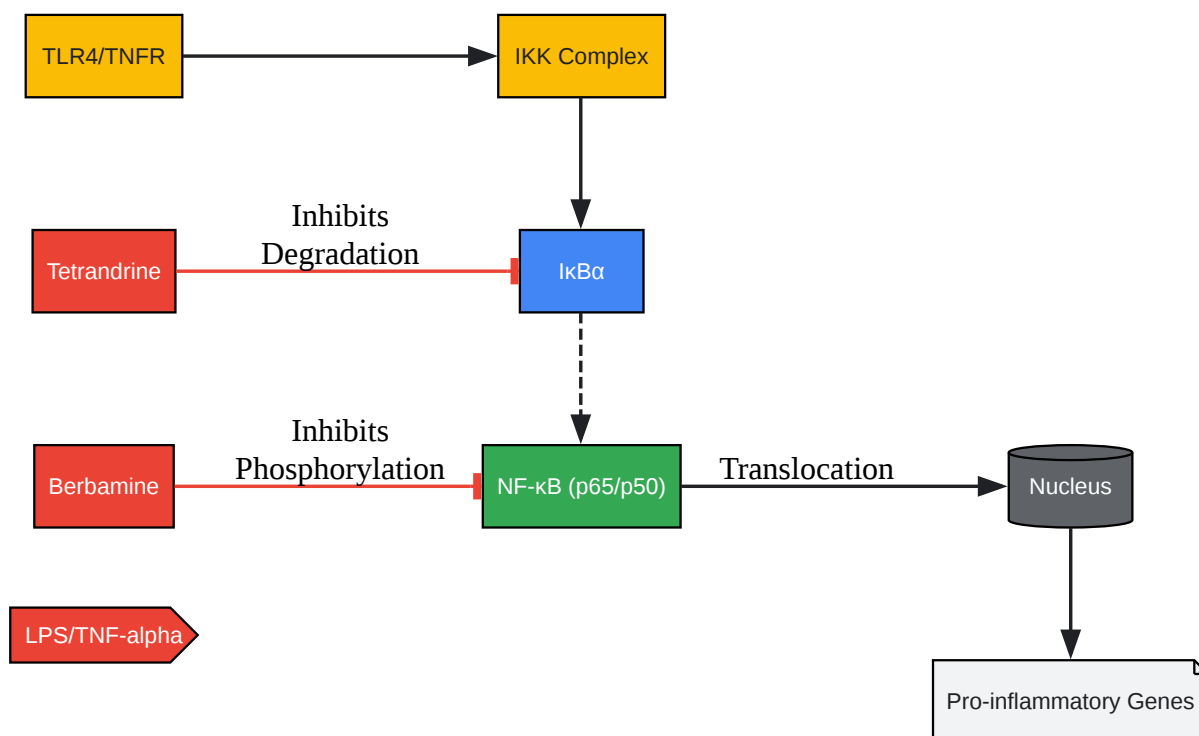 TLR4/TNFR
IKK Complex
Inhibits
Degradation
Tetrandrine
IκBα
Inhibits
Phosphorylation
Berbamine
NF-κB (p65/p50)
Translocation
Nucleus
LPS/TNF-alpha
Pro-inflammatory Genes